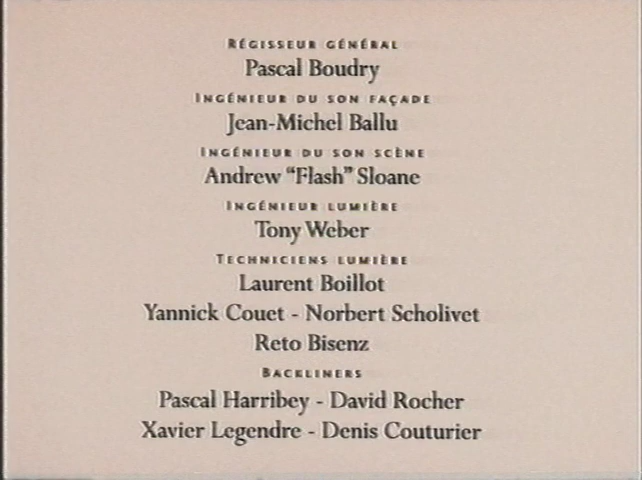 RÉGISSEUR GÉNÉRAL
Pascal Boudry
INGÉNIEUR DU SON FAÇADE
Jean-Michel Ballu
INGÉNIEUR DU SON SCÈNE
Andrew “Flash” Sloane
INGÉNIEUR LUMIÈRE
Tony Weber
TECHNICIENS LUMIÈRE
Laurent Boillot
Yannick Couet - Norbert Scholivet
Reto Bisenz
BACKLINERS
Pascal Harribey - David Rocher
Xavier Legendre - Denis Couturier